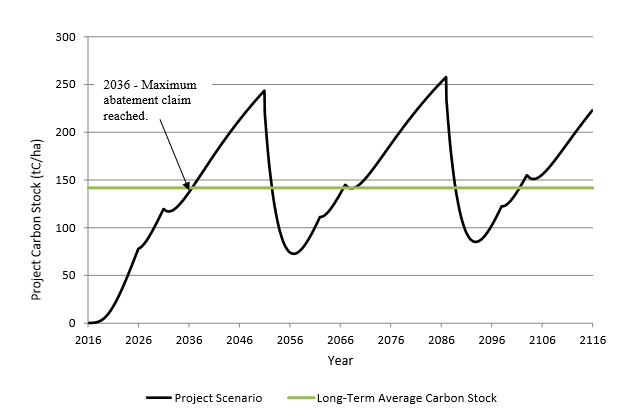 300
250
2036 - Maximum
abatement claim
reached.
200
150
100
50
0
Project Carbon Stock (tC/ha)
2016 2026 2036 2046 2056 2066 2076 2086 2096 2106 2116
Year
Project Scenario Long-Term Average Carbon Stock